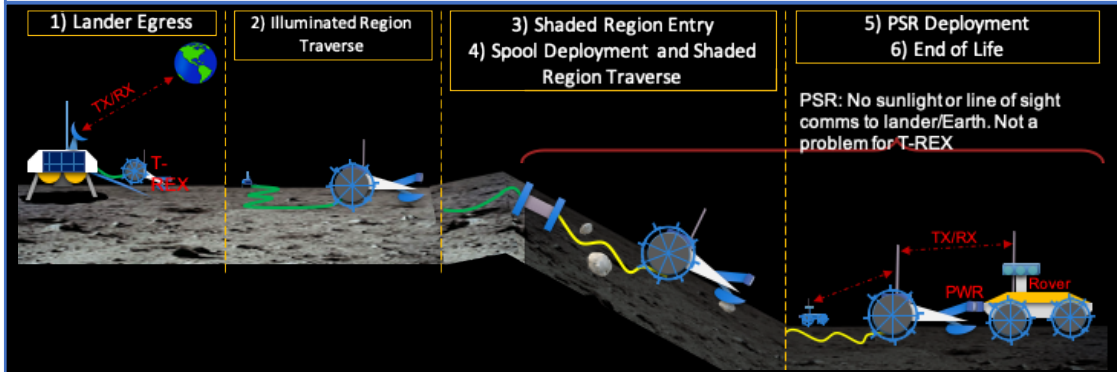 1) Lander Egress
TX/RX
T-
REX
2) Illuminated Region
Traverse
3) Shaded Region Entry
4) Spool Deployment and Shaded
Region Traverse
5) PSR Deployment
6) End of Life
PSR: No sunlight or line of sight
comms to lander/Earth. Not a
problem for T-REX
TX/RX
PWR
Rover